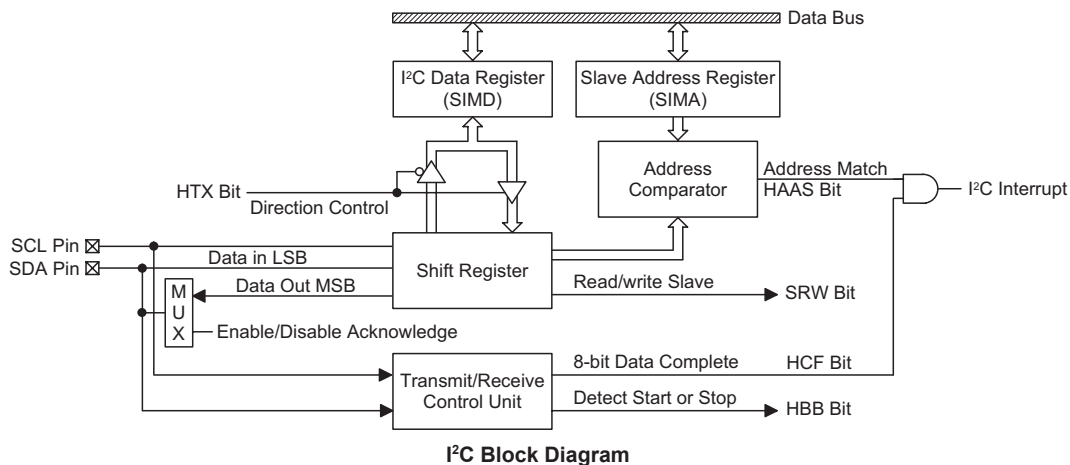 Data Bus
I²C Data Register
(SIMD)
Slave Address Register
(SIMA)
Address
Comparator
Address Match
HAAS Bit
I²C Interrupt
HTX Bit
Direction Control
SCL Pin
SDA Pin
Data in LSB
Shift Register
Data Out MSB
Read/write Slave
SRW Bit
M
U
X
Enable/Disable Acknowledge
Transmit/Receive
Control Unit
8-bit Data Complete
HCF Bit
Detect Start or Stop
HBB Bit
I²C Block Diagram